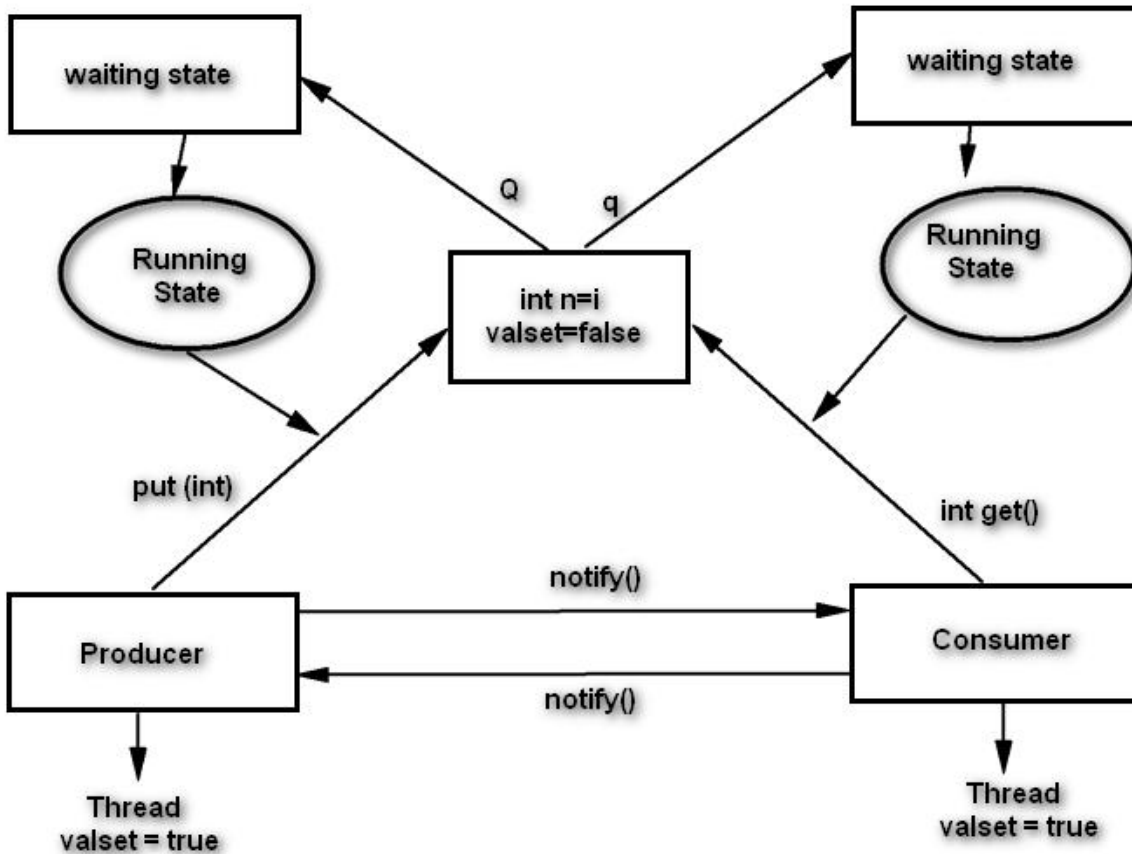 waiting state
waiting state
Q
q
Running
State
Running
State
int n=i
valset=false
put (int)
int get()
notify()
Producer
Consumer
notify()
Thread
valset = true
Thread
valset = true